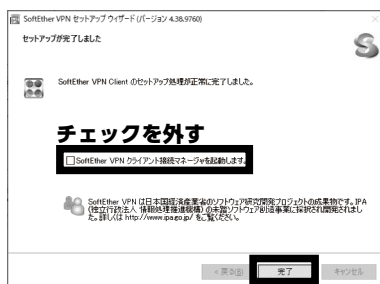 SoftEther VPN セットアップ ウィザード (バージョン 4.38.9760)
セットアップが完了しました
SoftEther VPN Client のセットアップ処理が正常に完了しました。
チェックを外す
SoftEther VPN クライアント接続マネージャを起動します。
SoftEther VPN は日本国経済産業省のソフトウェア研究開発プロジェクトの成果物です。IPA
(独立行政法人 情報処理推進機構) の未踏ソフトウェア創造事業に採択され開発されまし
た。詳しくは http://www.ipa.go.jp/ をご覧ください。
< 戻る(B)
完了
キャンセル